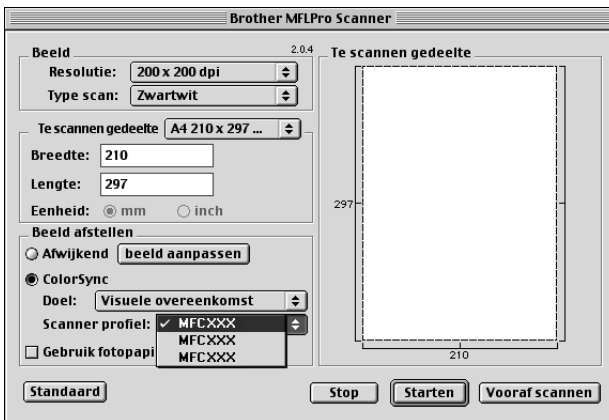 Brother MFLPro Scanner
Beeld
2.0.4
Resolutie: 200 x 200 dpi
Type scan: Zwartwit
Te scannen gedeelte A4 210 x 297 ...
Breedte: 210
Lengte: 297
Eenheid: mm inch
Beeld afstellen
Afwijkend beeld aanpassen
ColorSync
Doel: Visuele overeenkomst
Scanner profiel: ✓ MFCXXX
MFCXXX
Gebruik fotopapi MFCXXX
Te scannen gedeelte
297
210
Standaard
Stop Starten Vooraf scannen